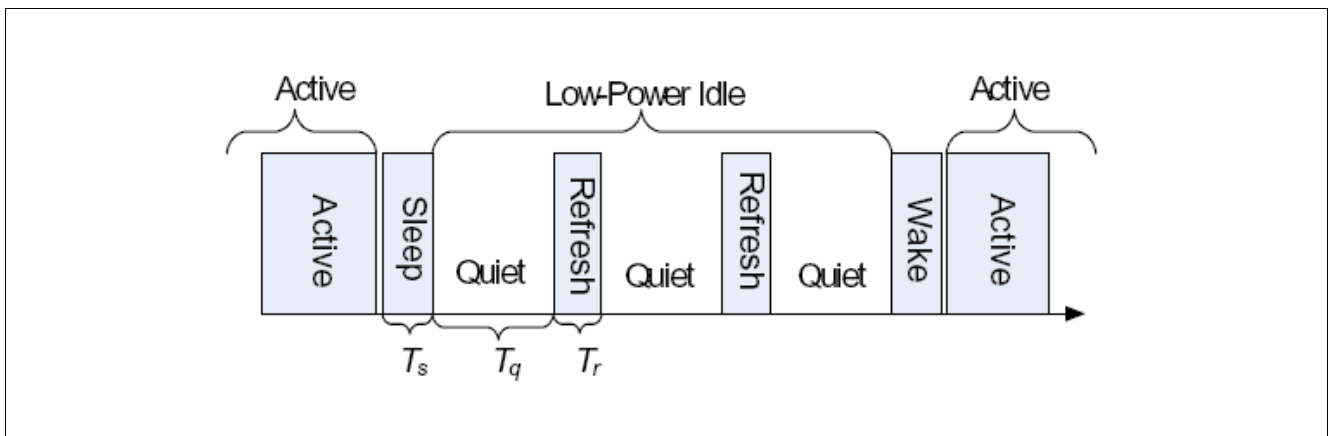 Active
Low-Power Idle
Active
Active
Sleep
Quiet
Refresh
Quiet
Refresh
Quiet
Wake
Active
Ts
Tq
Tr